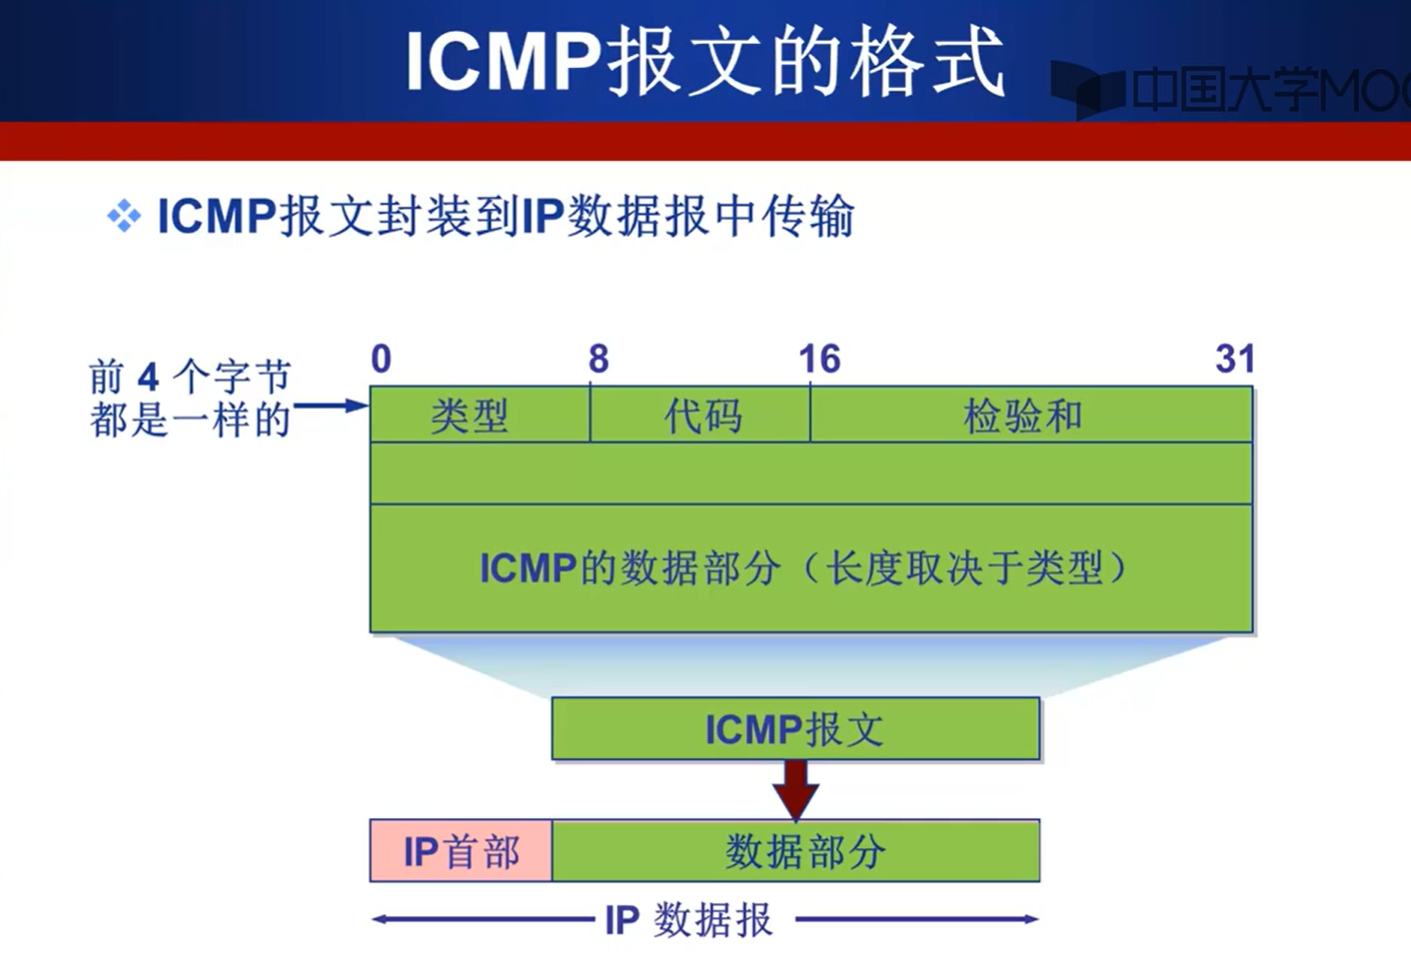 ICMP报文的格式
中国大学MOO
ICMP报文封装到IP数据报中传输
0 8 16 31
前 4 个字节
都是一样的
类型 代码 检验和
ICMP的数据部分（长度取决于类型）
ICMP报文
IP首部 数据部分
IP 数据报